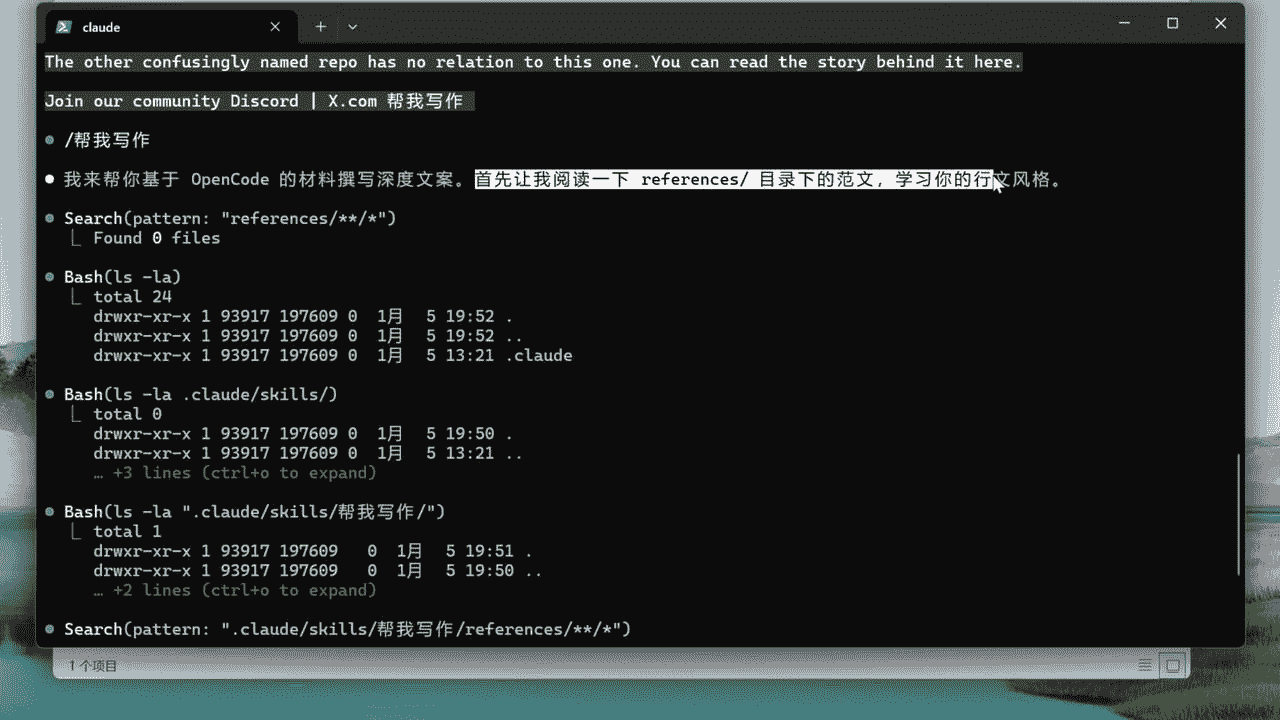 claude
The other confusingly named repo has no relation to this one. You can read the story behind it here.
Join our community Discord | X.com 帮我写作
/帮我写作
我来帮你基于 OpenCode 的材料撰写深度文案。首先让我阅读一下 references/ 目录下的范文，学习你的行文风格。
Search(pattern: "references/**/*")
Found 0 files
Bash(ls -la)
total 24
drwxr-xr-x 1 93917 197609 0  1月   5 19:52 .
drwxr-xr-x 1 93917 197609 0  1月   5 19:52 ..
drwxr-xr-x 1 93917 197609 0  1月   5 13:21 .claude
Bash(ls -la .claude/skills/)
total 0
drwxr-xr-x 1 93917 197609 0  1月   5 19:50 .
drwxr-xr-x 1 93917 197609 0  1月   5 13:21 ..
… +3 lines (ctrl+o to expand)
Bash(ls -la ".claude/skills/帮我写作/")
total 1
drwxr-xr-x 1 93917 197609   0  1月   5 19:51 .
drwxr-xr-x 1 93917 197609   0  1月   5 19:50 ..
… +2 lines (ctrl+o to expand)
Search(pattern: ".claude/skills/帮我写作/references/**/*")
1 个项目